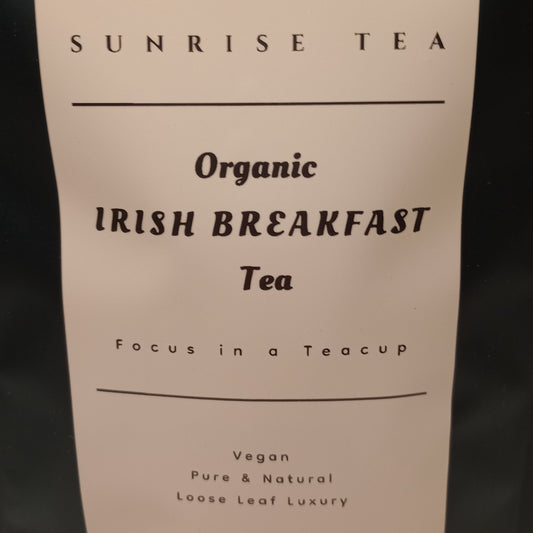 SUNRISE TEA
Organic
IRISH BREAKFAST
Tea
Focus in a Teacup
Vegan
Pure & Natural
Loose Leaf Luxury